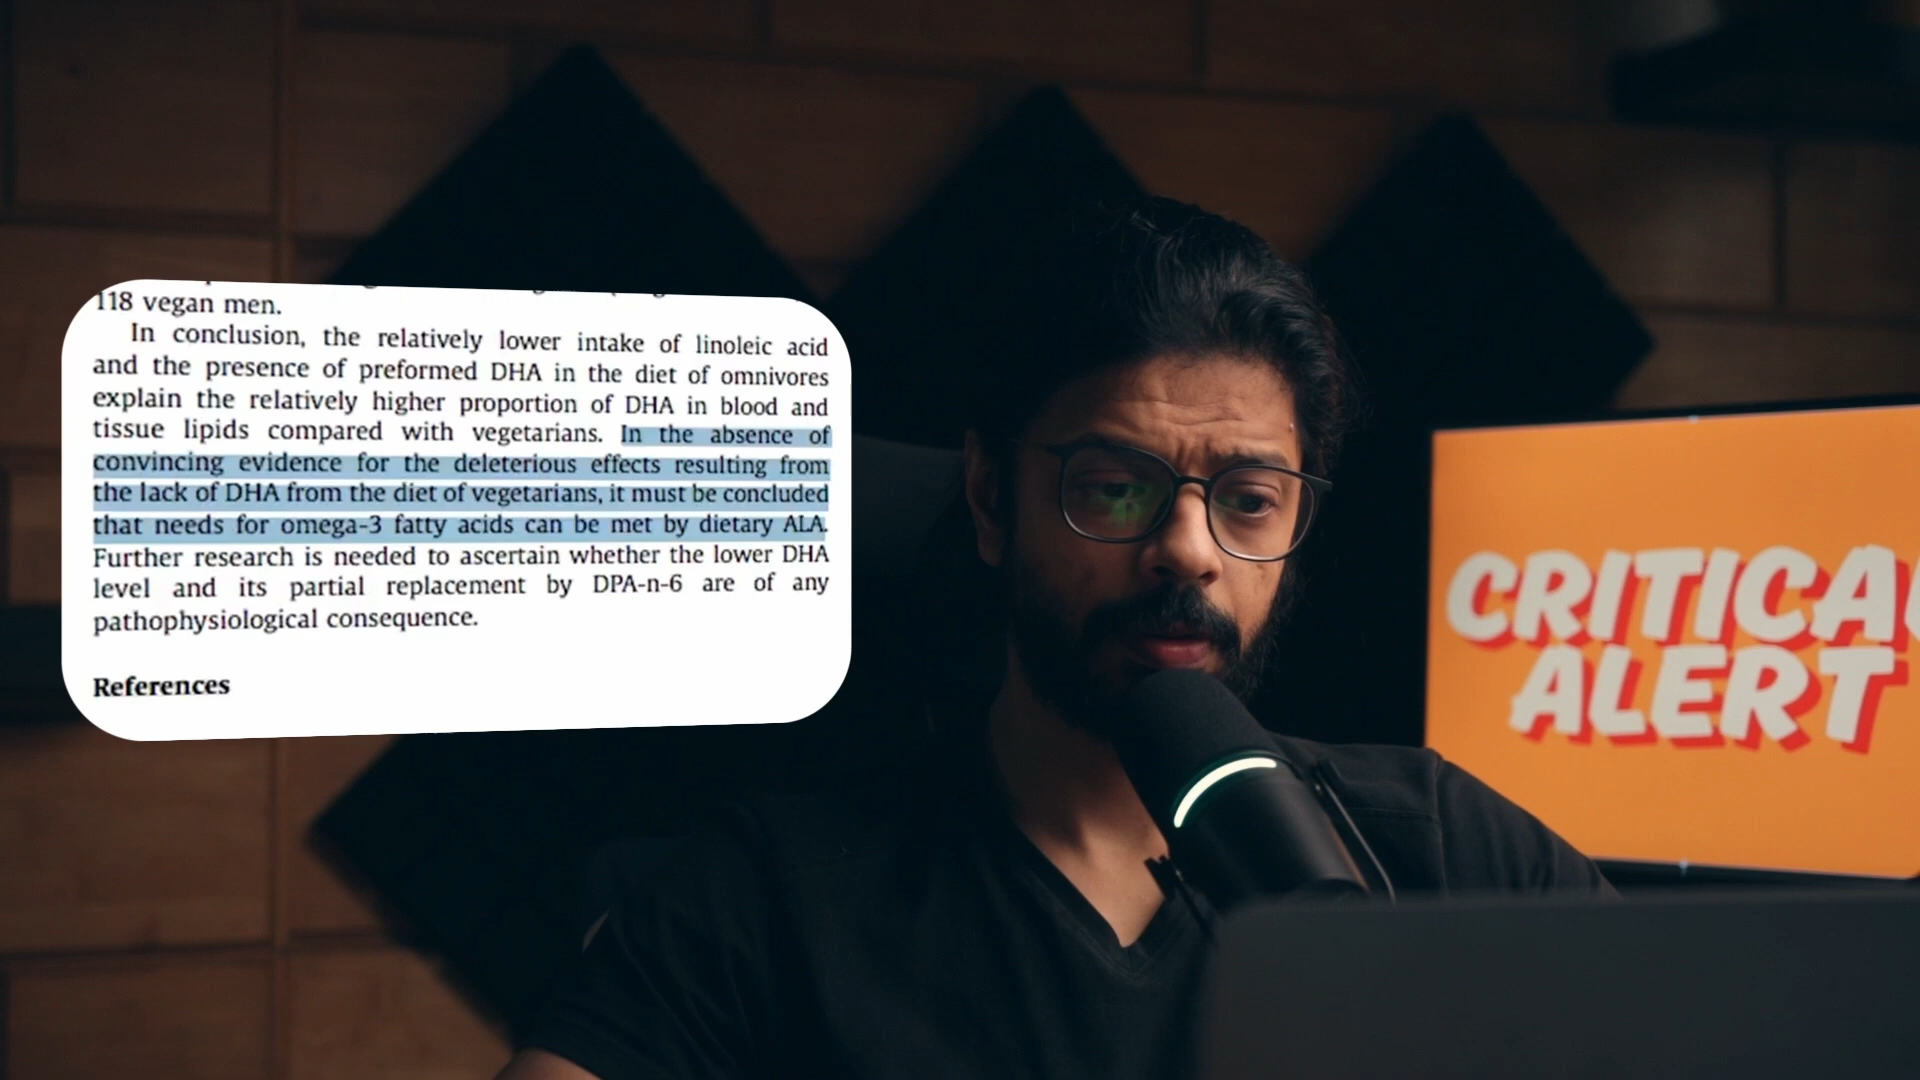 118 vegan men.
In conclusion, the relatively lower intake of linoleic acid
and the presence of preformed DHA in the diet of omnivores
explain the relatively higher proportion of DHA in blood and
tissue lipids compared with vegetarians. In the absence of
convincing evidence for the deleterious effects resulting from
the lack of DHA from the diet of vegetarians, it must be concluded
that needs for omega-3 fatty acids can be met by dietary ALA.
Further research is needed to ascertain whether the lower DHA
level and its partial replacement by DPA-n-6 are of any
pathophysiological consequence.
References
CRITICAL
ALERT